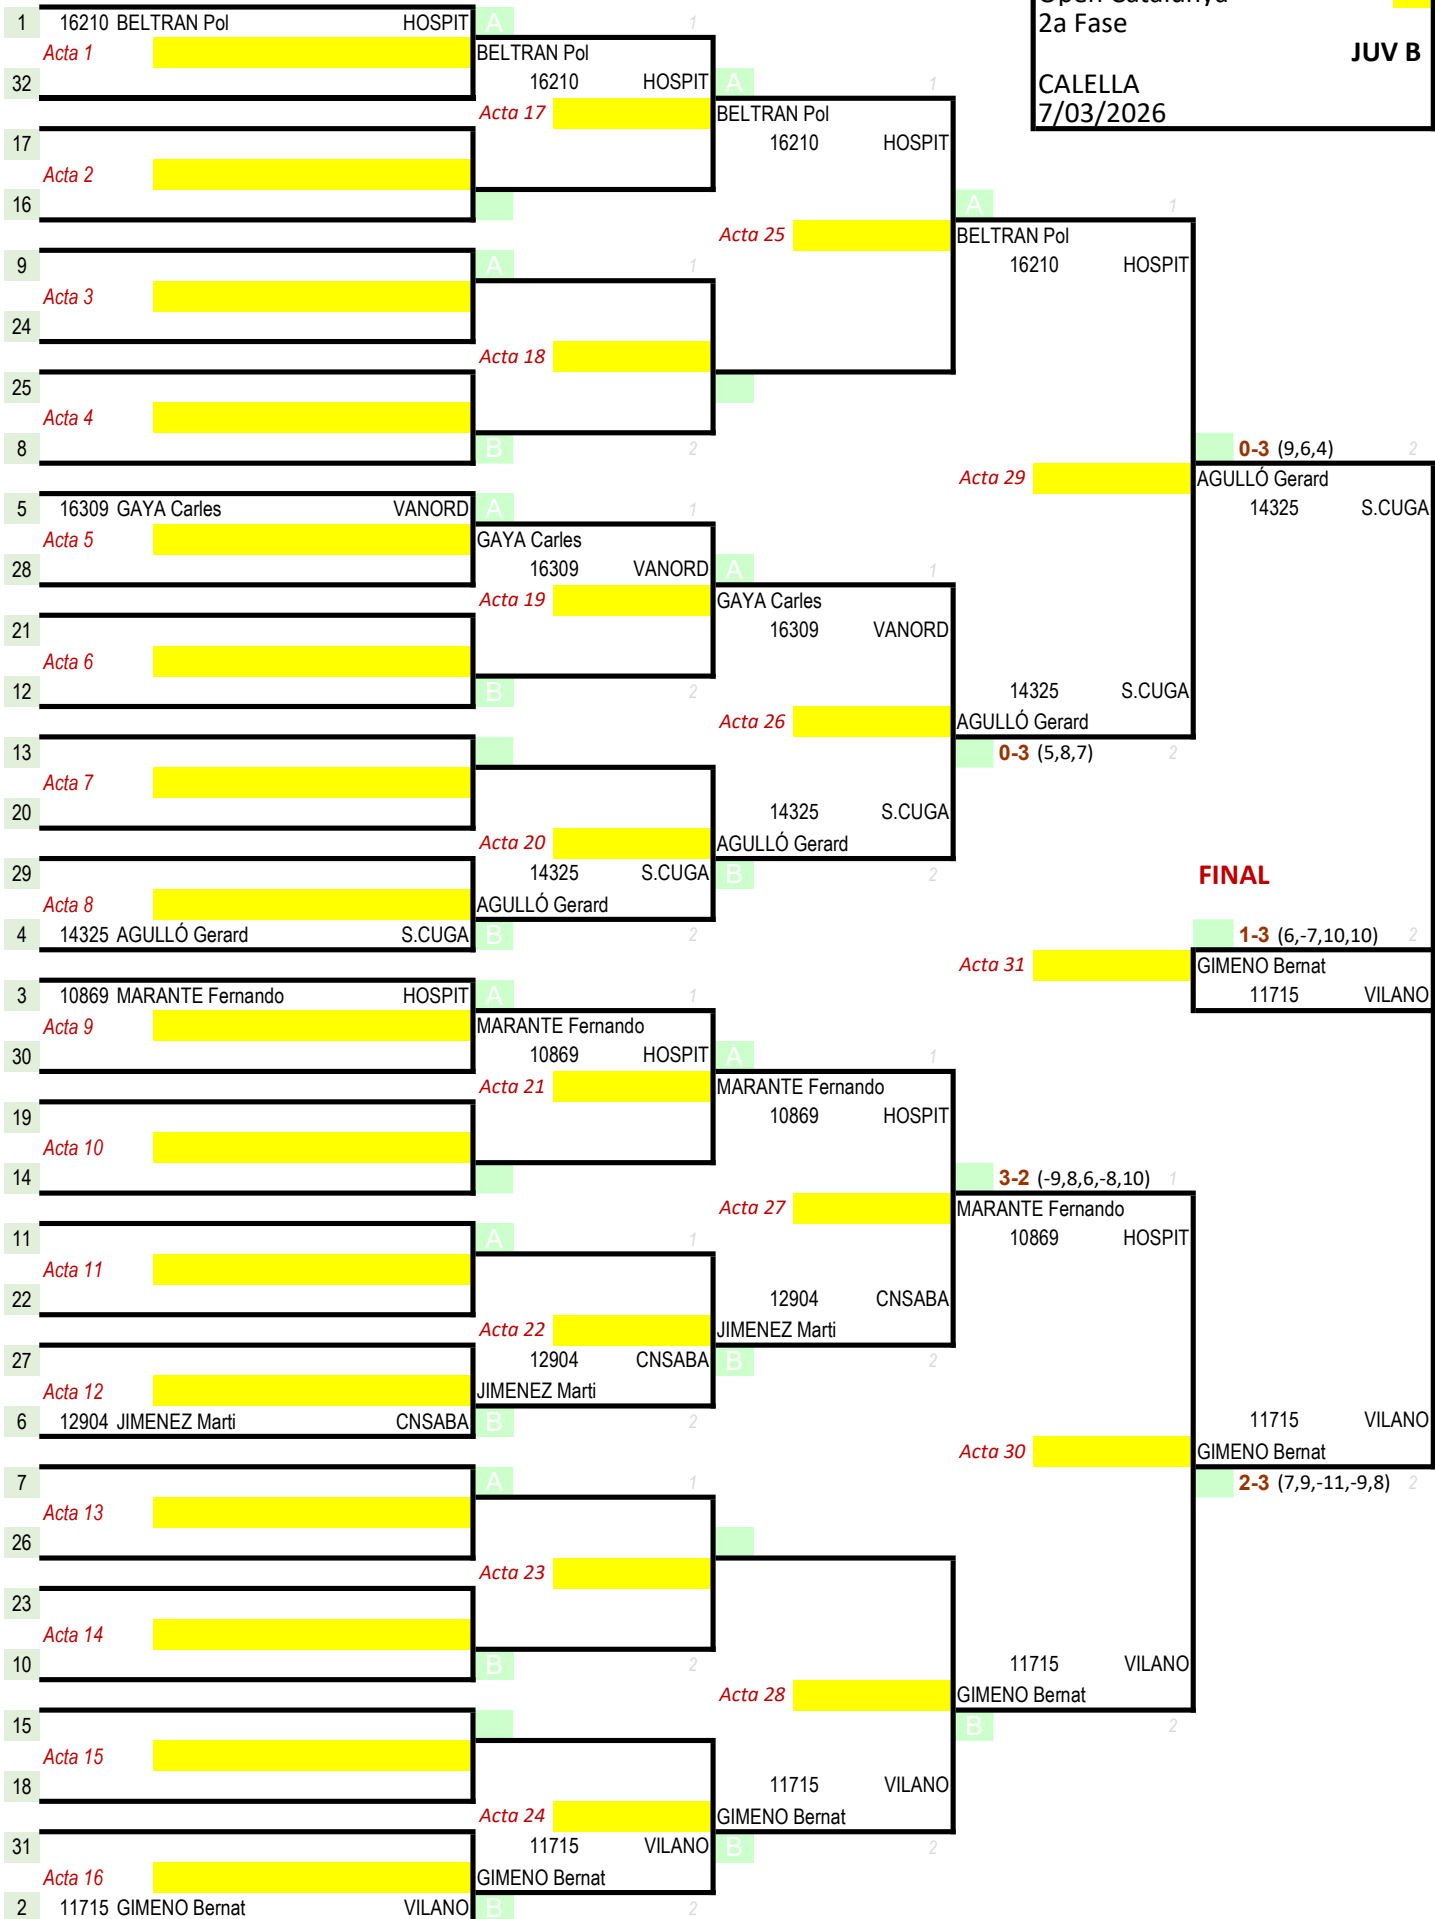 Open Catalunya
2a Fase
JUV B
CALELLA
7/03/2026
1 16210 BELTRAN Pol HOSPIT A 1
Acta 1 BELTRAN Pol
32 16210 HOSPIT A 1
Acta 17 BELTRAN Pol
17 16210 HOSPIT
Acta 2
16 A 1
Acta 25 BELTRAN Pol
9 A 1 16210 HOSPIT
Acta 3
24
Acta 18
25
Acta 4
8 B 2 0-3 (9,6,4) 2
Acta 29 AGULLÓ Gerard
5 16309 GAYA Carles VANORD A 1 14325 S.CUGA
Acta 5 GAYA Carles
28 16309 VANORD A 1
Acta 19 GAYA Carles
21 16309 VANORD
Acta 6
12 B 2 14325 S.CUGA
Acta 26 AGULLÓ Gerard
13 0-3 (5,8,7) 2
Acta 7
20 14325 S.CUGA
Acta 20 AGULLÓ Gerard
29 14325 S.CUGA B 2 FINAL
Acta 8 AGULLÓ Gerard
4 14325 AGULLÓ Gerard S.CUGA B 2 1-3 (6,-7,10,10) 2
Acta 31 GIMENO Bernat
3 10869 MARANTE Fernando HOSPIT A 1 11715 VILANO
Acta 9 MARANTE Fernando
30 10869 HOSPIT A 1
Acta 21 MARANTE Fernando
19 10869 HOSPIT
Acta 10
14 3-2 (-9,8,6,-8,10) 1
Acta 27 MARANTE Fernando
11 A 1 10869 HOSPIT
Acta 11
22 12904 CNSABA
Acta 22 JIMENEZ Marti
27 12904 CNSABA B 2
Acta 12 JIMENEZ Marti
6 12904 JIMENEZ Marti CNSABA B 2 11715 VILANO
Acta 30 GIMENO Bernat
7 A 1 2-3 (7,9,-11,-9,8) 2
Acta 13
26
Acta 23
23
Acta 14
10 B 2 11715 VILANO
Acta 28 GIMENO Bernat
15 B 2
Acta 15
18 11715 VILANO
Acta 24 GIMENO Bernat
31 11715 VILANO B 2
Acta 16 GIMENO Bernat
2 11715 GIMENO Bernat VILANO B 2